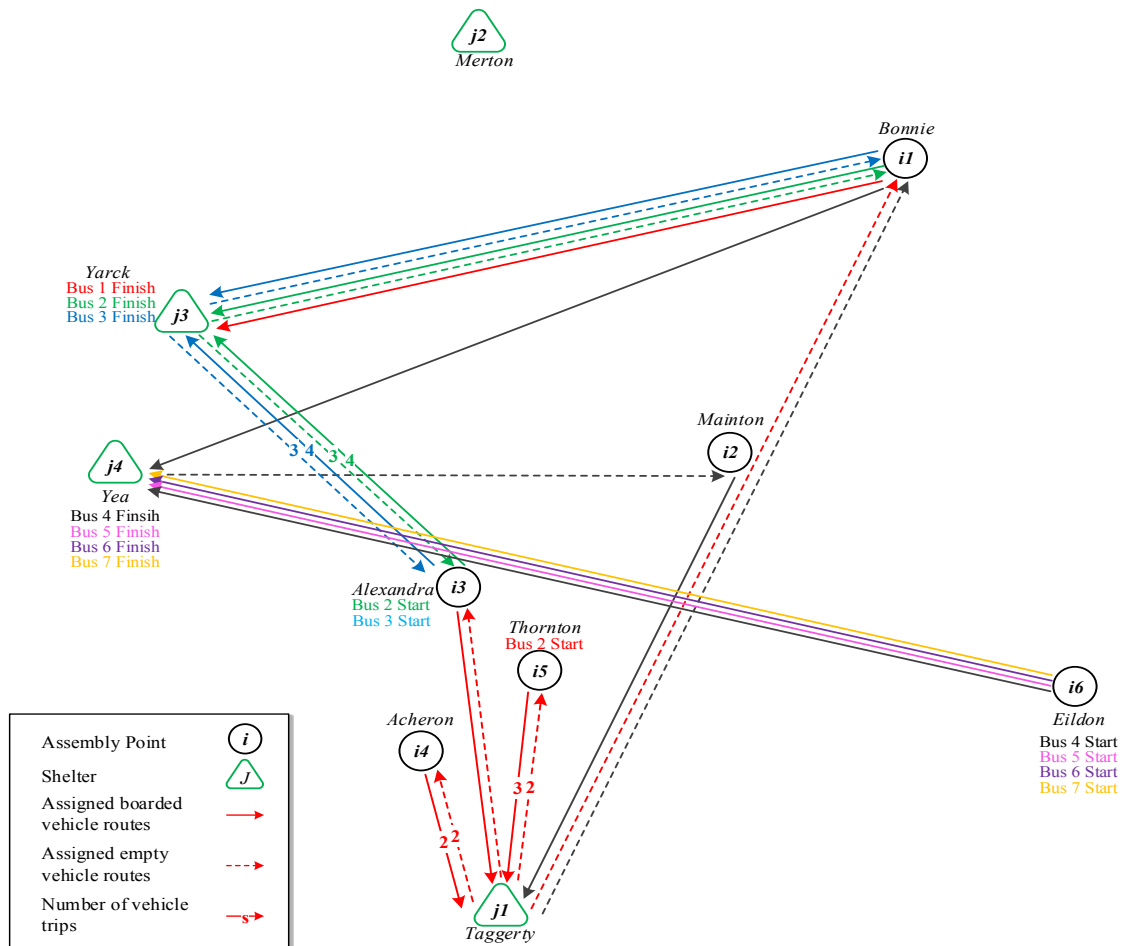 j2
Merton
Bonnie
i1
Yarck
Bus 1 Finish
Bus 2 Finish
Bus 3 Finish
j3
Mainton
i2
3 4
3 4
j4
Yea
Bus 4 Finsih
Bus 5 Finish
Bus 6 Finish
Bus 7 Finish
i3
Alexandra
Bus 2 Start
Bus 3 Start
Thornton
Bus 2 Start
i5
i6
Eildon
Bus 4 Start
Bus 5 Start
Bus 6 Start
Bus 7 Start
Acheron
i4
3 2
2 2
j1
Taggerty
Assembly Point
i
Shelter
J
Assigned boarded
vehicle routes
Assigned empty
vehicle routes
Number of vehicle
trips
s